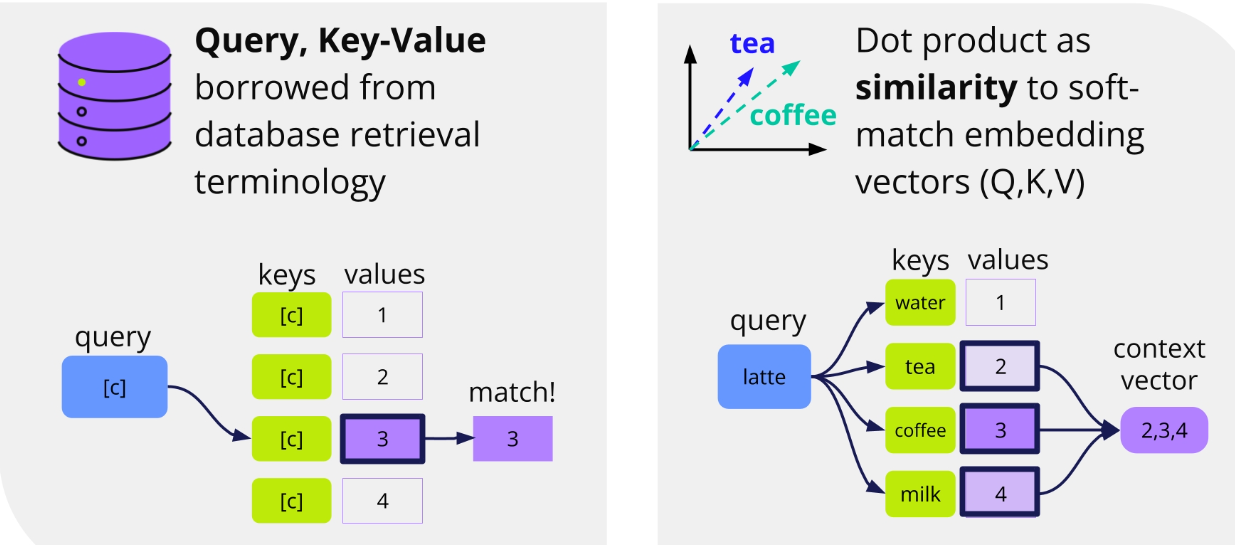 Query, Key-Value
borrowed from
database retrieval
terminology
keys values
query
[c]
[c] 1
[c] 2
match!
[c] 3 3
[c] 4
tea
coffee
Dot product as
similarity to soft-
match embedding
vectors (Q,K,V)
keys values
query
latte
water 1
tea 2
coffee 3
milk 4
context
vector
2,3,4